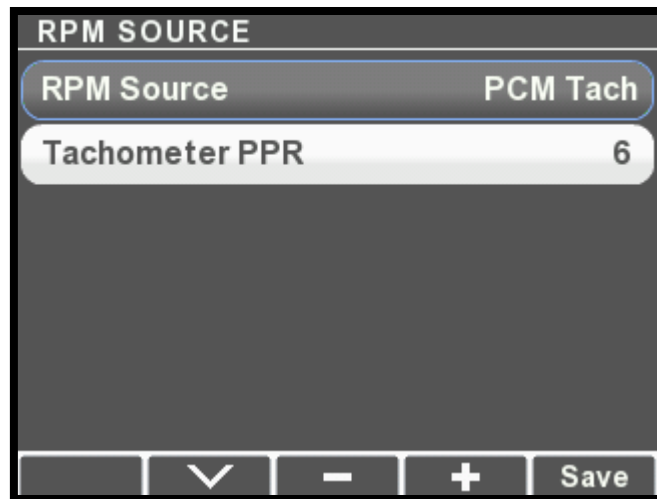 RPM SOURCE
RPM Source PCM Tach
Tachometer PPR 6
− + Save